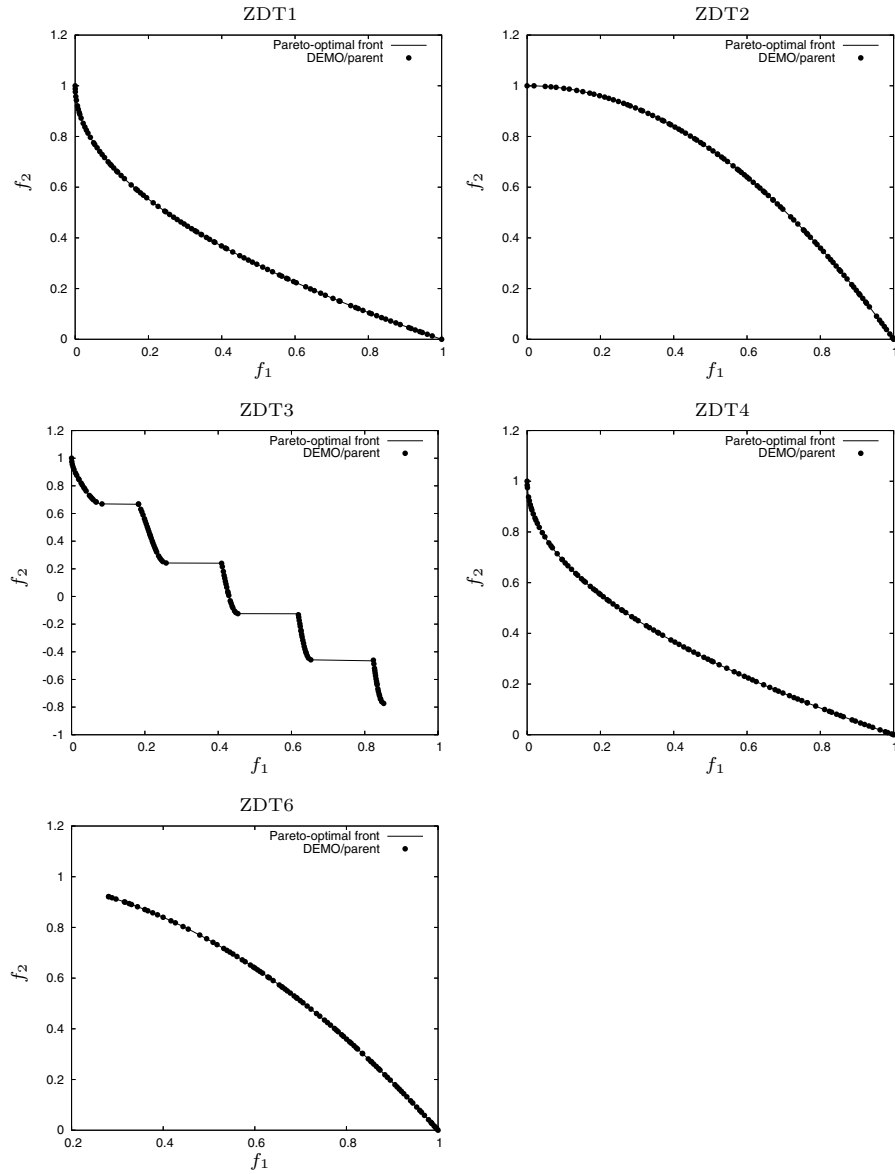 ZDT1
Pareto-optimal front
DEMO/parent
1.2
1
0.8
0.6
0.4
0.2
0
f2
0 0.2 0.4 0.6 0.8 1
f1
ZDT2
Pareto-optimal front
DEMO/parent
1.2
1
0.8
0.6
0.4
0.2
0
f2
0 0.2 0.4 0.6 0.8 1
f1
ZDT3
Pareto-optimal front
DEMO/parent
1.2
1
0.8
0.6
0.4
0.2
0
-0.2
-0.4
-0.6
-0.8
-1
f2
0 0.2 0.4 0.6 0.8 1
f1
ZDT4
Pareto-optimal front
DEMO/parent
1.2
1
0.8
0.6
0.4
0.2
0
f2
0 0.2 0.4 0.6 0.8 1
f1
ZDT6
Pareto-optimal front
DEMO/parent
1.2
1
0.8
0.6
0.4
0.2
0
f2
0.2 0.4 0.6 0.8 1
f1